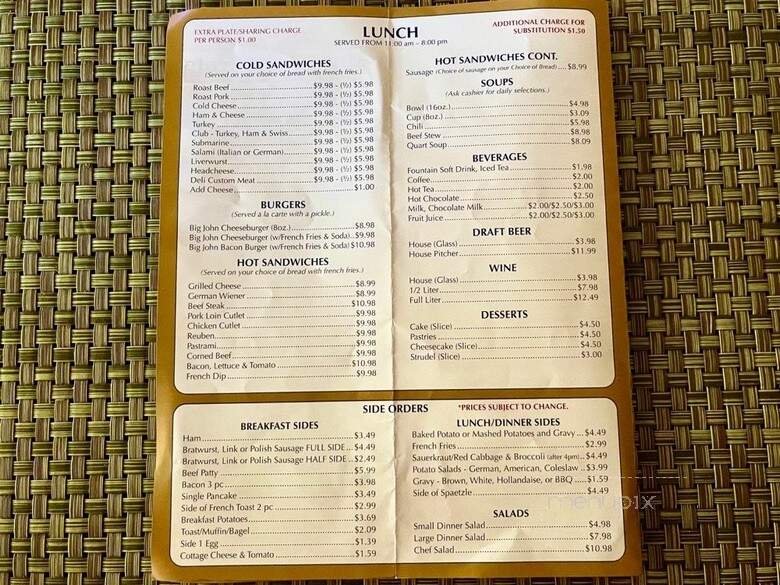 EXTRA PLATE/SHARING CHARGE
PER PERSON $1.00
LUNCH
SERVED FROM 11:00 am – 8:00 pm
ADDITIONAL CHARGE FOR
SUBSTITUTION $1.50
COLD SANDWICHES
(Served on your choice of bread with french fries.)
Roast Beef $9.98 - (½) $5.98
Roast Pork $9.98 - (½) $5.98
Cold Cheese $9.98 - (½) $5.98
Ham & Cheese $9.98 - (½) $5.98
Turkey $9.98 - (½) $5.98
Club - Turkey, Ham & Swiss $9.98 - (½) $5.98
Submarine $9.98 - (½) $5.98
Salami (Italian or German) $9.98 - (½) $5.98
Liverwurst $9.98 - (½) $5.98
Headcheese $9.98 - (½) $5.98
Deli Custom Meat $9.98 - (½) $5.98
Add Cheese $1.00
BURGERS
(Served a la carte with a pickle.)
Big John Cheeseburger (8oz.) $8.98
Big John Cheeseburger (w/French Fries & Soda) $9.98
Big John Bacon Burger (w/French Fries & Soda) $10.98
HOT SANDWICHES
(Served on your choice of bread with french fries.)
Grilled Cheese $8.99
German Wiener $8.99
Beef Steak $10.98
Pork Loin Cutlet $9.98
Chicken Cutlet $9.98
Reuben $9.98
Pastrami $9.98
Corned Beef $9.98
Bacon, Lettuce & Tomato $10.98
French Dip $9.98
HOT SANDWICHES CONT.
Sausage (Choice of sausage on your Choice of Bread) $8.99
SOUPS
(Ask cashier for daily selections.)
Bowl (16oz.) $4.98
Cup (8oz.) $3.09
Chili $5.98
Beef Stew $8.98
Quart Soup $8.09
BEVERAGES
Fountain Soft Drink, Iced Tea $1.98
Coffee $2.00
Hot Tea $2.00
Hot Chocolate $2.50
Milk, Chocolate Milk $2.00/$2.50/$3.00
Fruit Juice $2.00/$2.50/$3.00
DRAFT BEER
House (Glass) $3.98
House Pitcher $11.99
WINE
House (Glass) $3.98
1/2 Liter $7.98
Full Liter $12.49
DESSERTS
Cake (Slice) $4.50
Pastries $4.50
Cheesecake (Slice) $4.50
Strudel (Slice) $3.00
SIDE ORDERS
*PRICES SUBJECT TO CHANGE.
BREAKFAST SIDES
Ham $3.49
Bratwurst, Link or Polish Sausage FULL SIDE $4.49
Bratwurst, Link or Polish Sausage HALF SIDE $2.49
Beef Patty $5.99
Bacon 3 pc $3.98
Single Pancake $3.49
Side of French Toast 2 pc $2.99
Breakfast Potatoes $3.69
Toast/Muffin/Bagel $2.09
Side 1 Egg $1.39
Cottage Cheese & Tomato $1.59
LUNCH/DINNER SIDES
Baked Potato or Mashed Potatoes and Gravy $4.49
French Fries $2.99
Sauerkraut/Red Cabbage & Broccoli (after 4pm) $4.49
Potato Salads - German, American, Coleslaw $3.99
Gravy - Brown, White, Hollandaise, or BBQ $1.59
Side of Spaetzle $4.49
menupix
SALADS
Small Dinner Salad $4.98
Large Dinner Salad $7.98
Chef Salad $10.98